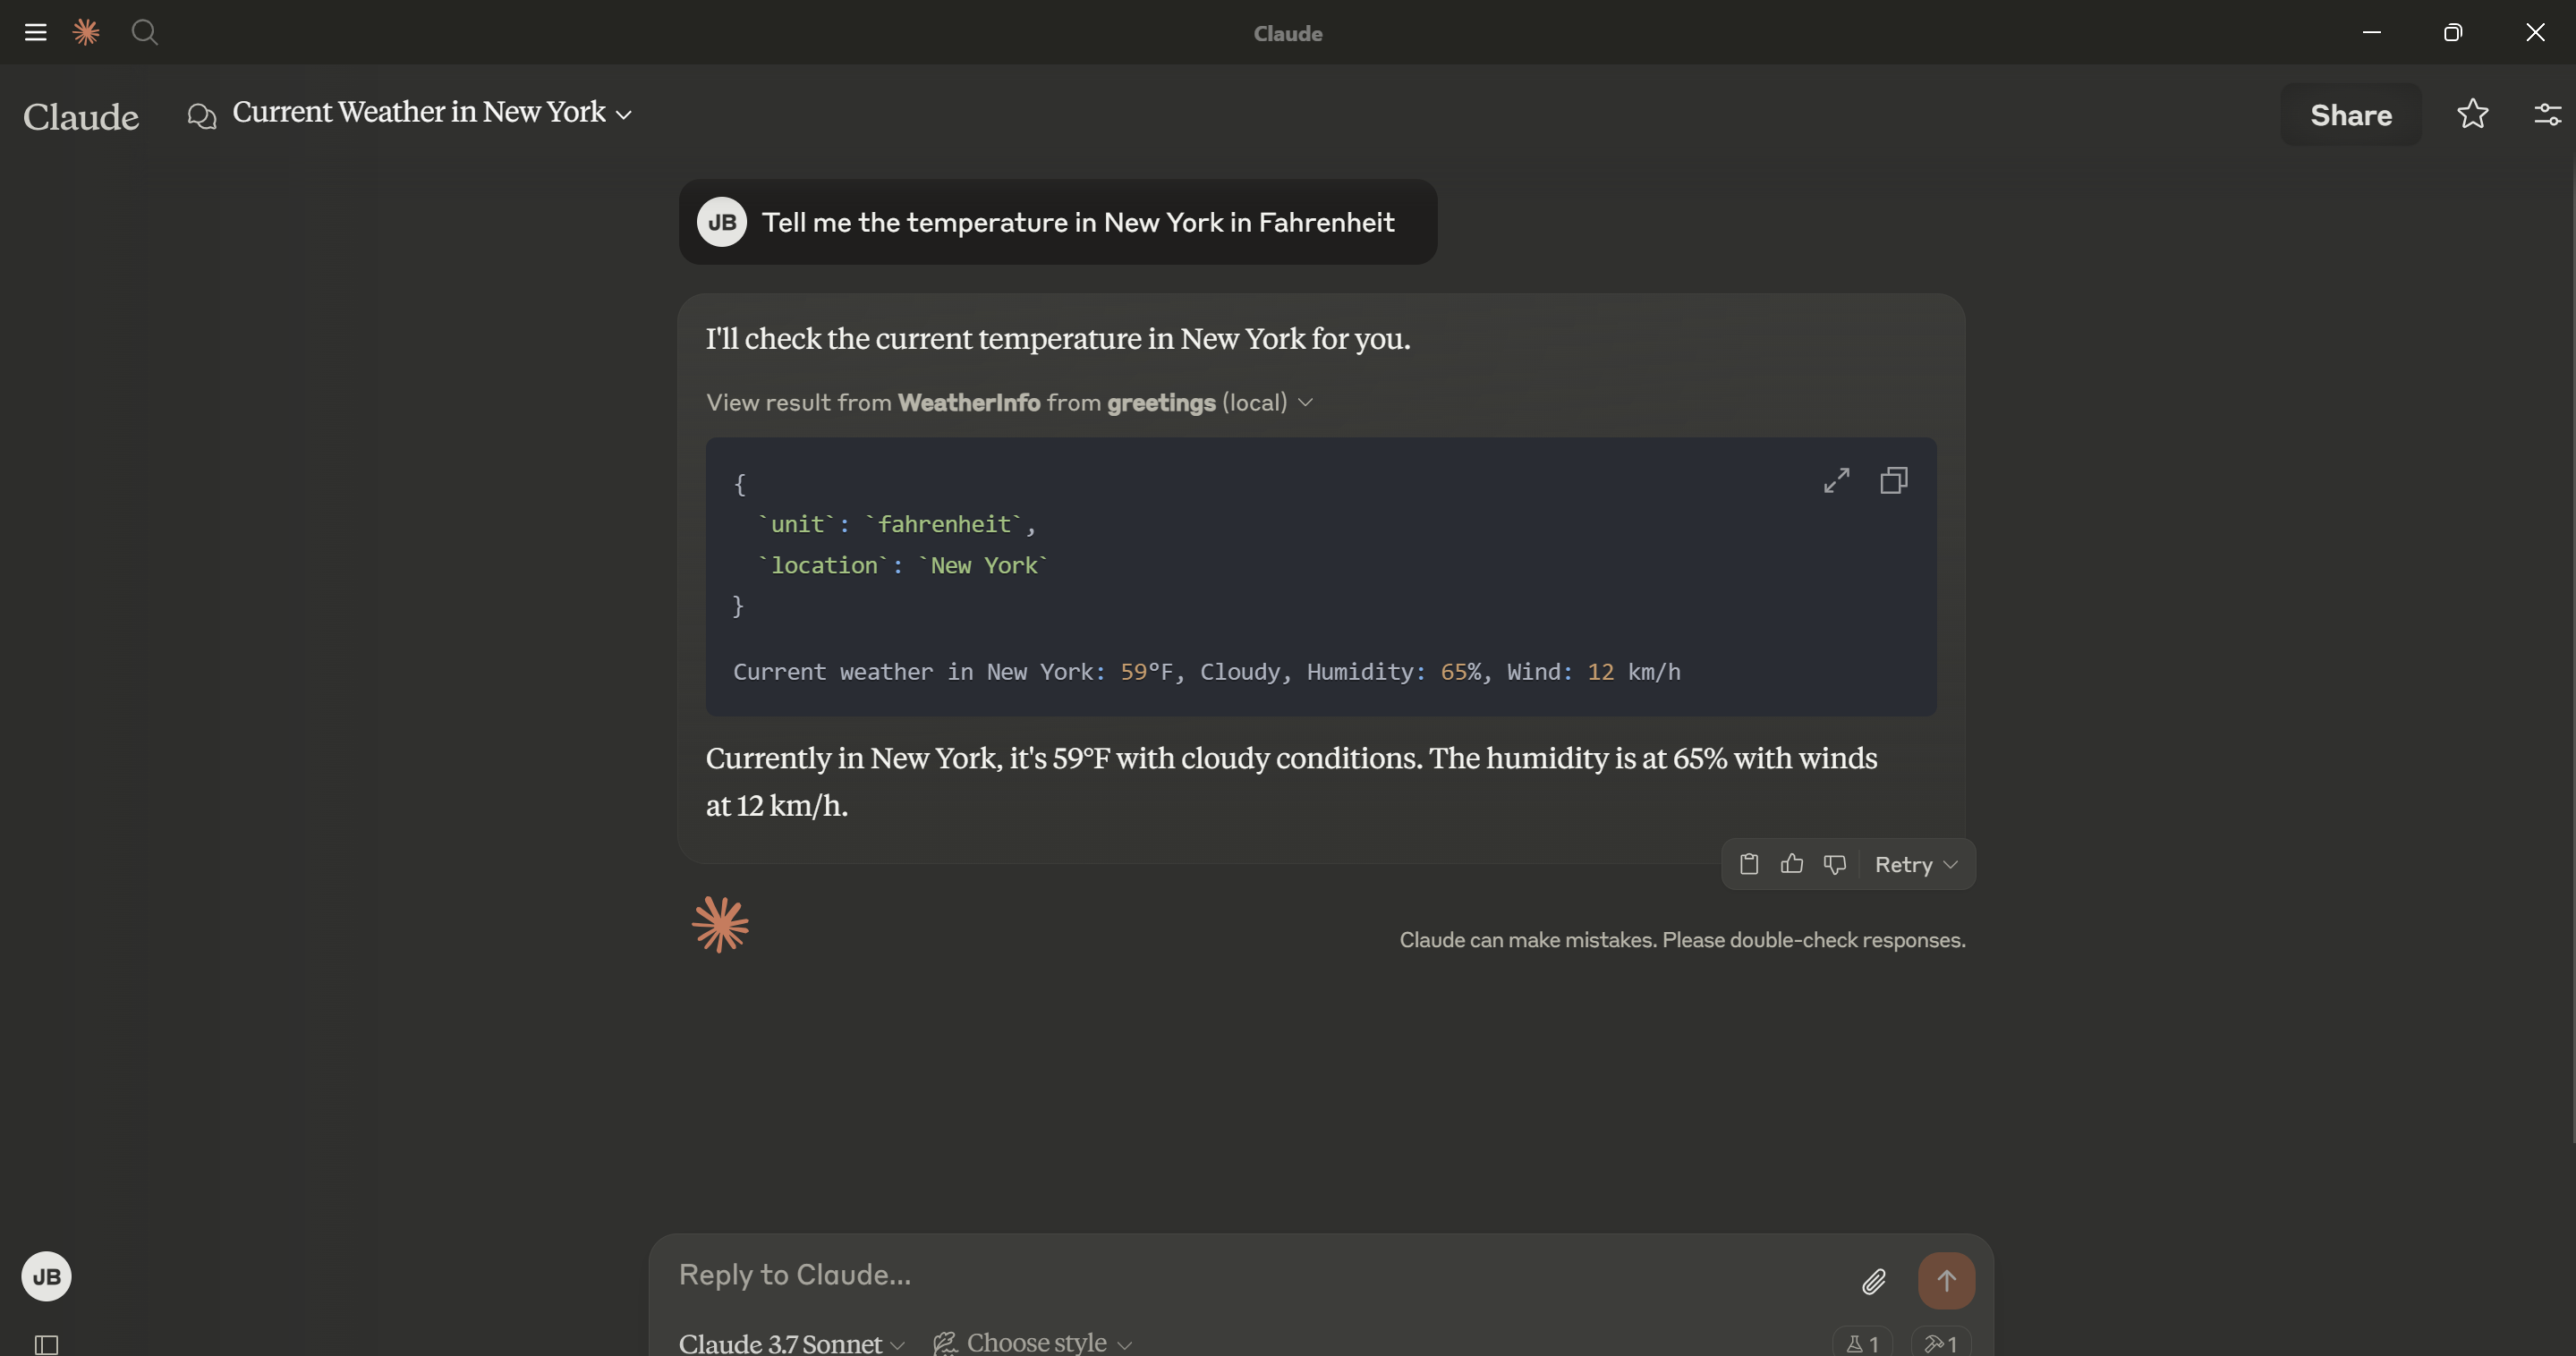 Claude
Claude
Current Weather in New York
Share
JB
Tell me the temperature in New York in Fahrenheit
I'll check the current temperature in New York for you.
View result from WeatherInfo from greetings (local)
{
`unit`: `fahrenheit`,
`location`: `New York`
}
Current weather in New York: 59°F, Cloudy, Humidity: 65%, Wind: 12 km/h
Currently in New York, it's 59°F with cloudy conditions. The humidity is at 65% with winds
at 12 km/h.
Retry
Claude can make mistakes. Please double-check responses.
JB
Reply to Claude...
Claude 3.7 Sonnet
Choose style
1
1